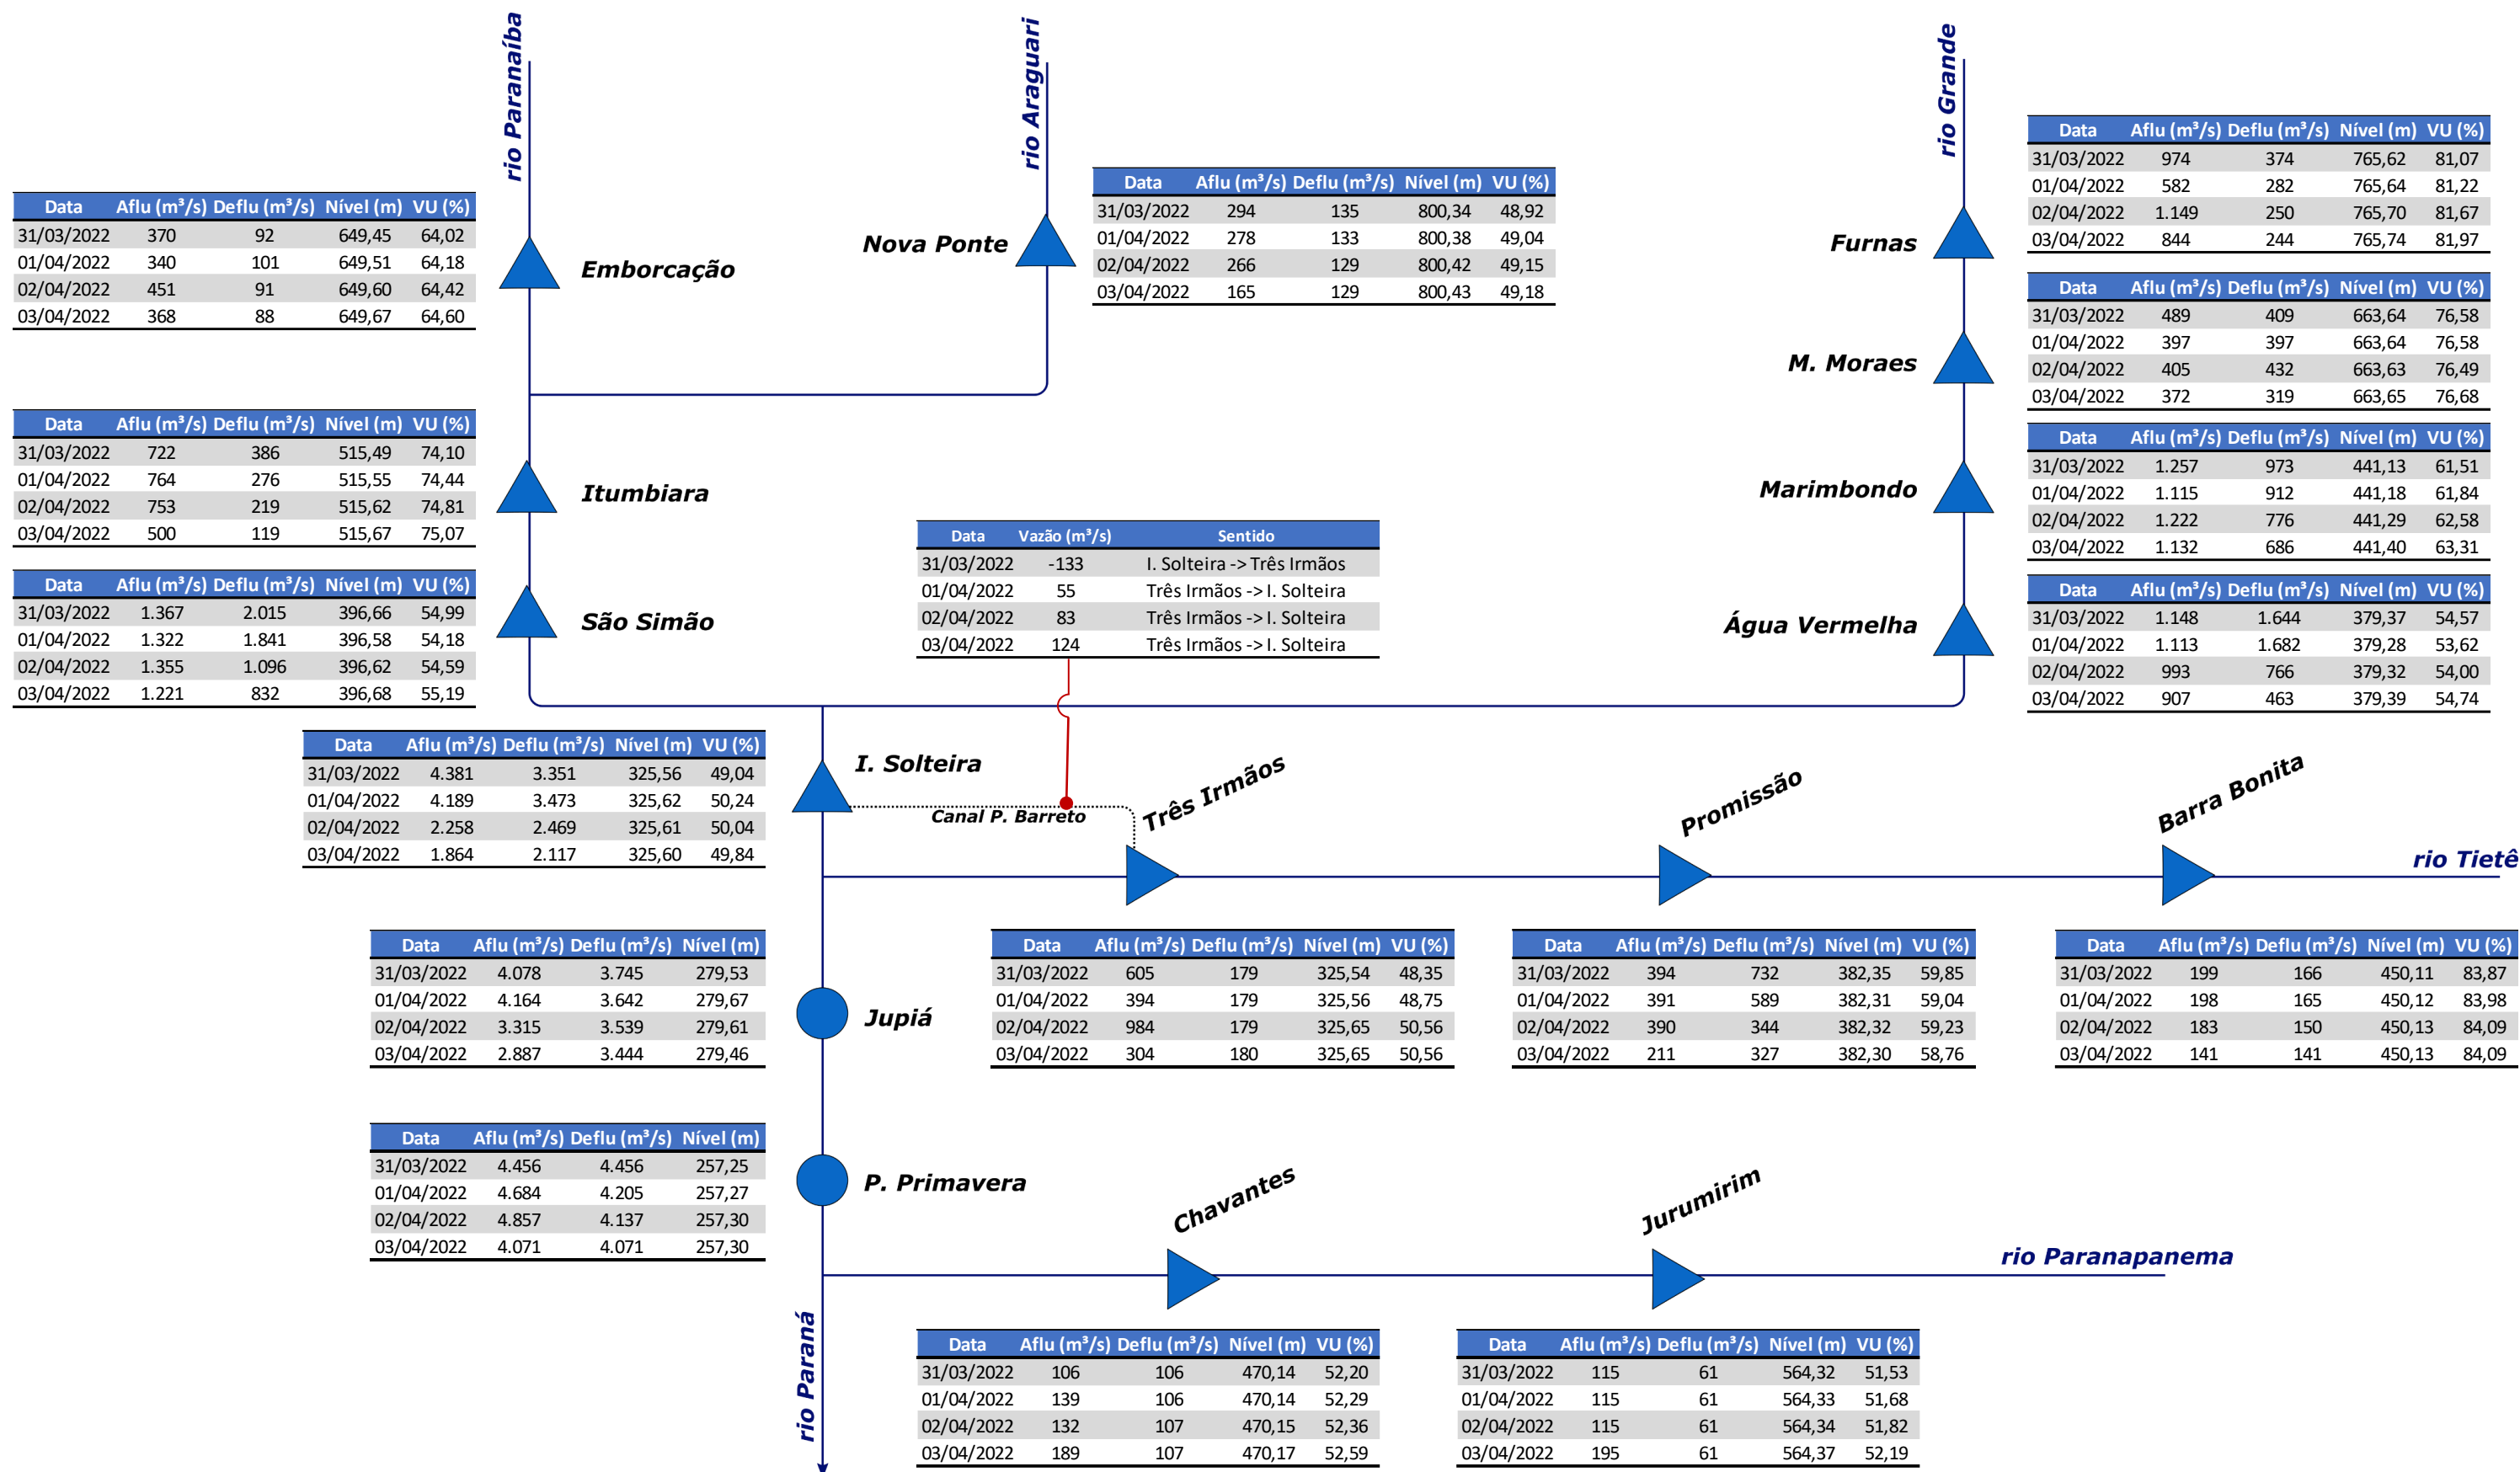 rio Paranaíba
rio Araguari
rio Grande
Data Aflu (m³/s) Deflu (m³/s) Nível (m) VU (%)
31/03/2022 974 374 765,62 81,07
01/04/2022 582 282 765,64 81,22
02/04/2022 1.149 250 765,70 81,67
03/04/2022 844 244 765,74 81,97
Furnas
Data Aflu (m³/s) Deflu (m³/s) Nível (m) VU (%)
31/03/2022 294 135 800,34 48,92
01/04/2022 278 133 800,38 49,04
02/04/2022 266 129 800,42 49,15
03/04/2022 165 129 800,43 49,18
Nova Ponte
Data Aflu (m³/s) Deflu (m³/s) Nível (m) VU (%)
31/03/2022 370 92 649,45 64,02
01/04/2022 340 101 649,51 64,18
02/04/2022 451 91 649,60 64,42
03/04/2022 368 88 649,67 64,60
Emborcação
Data Aflu (m³/s) Deflu (m³/s) Nível (m) VU (%)
31/03/2022 489 409 663,64 76,58
01/04/2022 397 397 663,64 76,58
02/04/2022 405 432 663,63 76,49
03/04/2022 372 319 663,65 76,68
M. Moraes
Data Aflu (m³/s) Deflu (m³/s) Nível (m) VU (%)
31/03/2022 722 386 515,49 74,10
01/04/2022 764 276 515,55 74,44
02/04/2022 753 219 515,62 74,81
03/04/2022 500 119 515,67 75,07
Itumbiara
Data Aflu (m³/s) Deflu (m³/s) Nível (m) VU (%)
31/03/2022 1.257 973 441,13 61,51
01/04/2022 1.115 912 441,18 61,84
02/04/2022 1.222 776 441,29 62,58
03/04/2022 1.132 686 441,40 63,31
Marimbondo
Data Vazão (m³/s) Sentido
31/03/2022 -133 I. Solteira -> Três Irmãos
01/04/2022 55 Três Irmãos -> I. Solteira
02/04/2022 83 Três Irmãos -> I. Solteira
03/04/2022 124 Três Irmãos -> I. Solteira
Data Aflu (m³/s) Deflu (m³/s) Nível (m) VU (%)
31/03/2022 1.367 2.015 396,66 54,99
01/04/2022 1.322 1.841 396,58 54,18
02/04/2022 1.355 1.096 396,62 54,59
03/04/2022 1.221 832 396,68 55,19
São Simão
Data Aflu (m³/s) Deflu (m³/s) Nível (m) VU (%)
31/03/2022 1.148 1.644 379,37 54,57
01/04/2022 1.113 1.682 379,28 53,62
02/04/2022 993 766 379,32 54,00
03/04/2022 907 463 379,39 54,74
Água Vermelha
Data Aflu (m³/s) Deflu (m³/s) Nível (m) VU (%)
31/03/2022 4.381 3.351 325,56 49,04
01/04/2022 4.189 3.473 325,62 50,24
02/04/2022 2.258 2.469 325,61 50,04
03/04/2022 1.864 2.117 325,60 49,84
I. Solteira
Canal P. Barreto
Três Irmãos
Promissão
Barra Bonita
rio Tietê
Data Aflu (m³/s) Deflu (m³/s) Nível (m)
31/03/2022 4.078 3.745 279,53
01/04/2022 4.164 3.642 279,67
02/04/2022 3.315 3.539 279,61
03/04/2022 2.887 3.444 279,46
Jupiá
Data Aflu (m³/s) Deflu (m³/s) Nível (m) VU (%)
31/03/2022 605 179 325,54 48,35
01/04/2022 394 179 325,56 48,75
02/04/2022 984 179 325,65 50,56
03/04/2022 304 180 325,65 50,56
Data Aflu (m³/s) Deflu (m³/s) Nível (m) VU (%)
31/03/2022 394 732 382,35 59,85
01/04/2022 391 589 382,31 59,04
02/04/2022 390 344 382,32 59,23
03/04/2022 211 327 382,30 58,76
Data Aflu (m³/s) Deflu (m³/s) Nível (m) VU (%)
31/03/2022 199 166 450,11 83,87
01/04/2022 198 165 450,12 83,98
02/04/2022 183 150 450,13 84,09
03/04/2022 141 141 450,13 84,09
Data Aflu (m³/s) Deflu (m³/s) Nível (m)
31/03/2022 4.456 4.456 257,25
01/04/2022 4.684 4.205 257,27
02/04/2022 4.857 4.137 257,30
03/04/2022 4.071 4.071 257,30
P. Primavera
Chavantes
Jurumirim
rio Paranapanema
rio Paraná
Data Aflu (m³/s) Deflu (m³/s) Nível (m) VU (%)
31/03/2022 106 106 470,14 52,20
01/04/2022 139 106 470,14 52,29
02/04/2022 132 107 470,15 52,36
03/04/2022 189 107 470,17 52,59
Data Aflu (m³/s) Deflu (m³/s) Nível (m) VU (%)
31/03/2022 115 61 564,32 51,53
01/04/2022 115 61 564,33 51,68
02/04/2022 115 61 564,34 51,82
03/04/2022 195 61 564,37 52,19